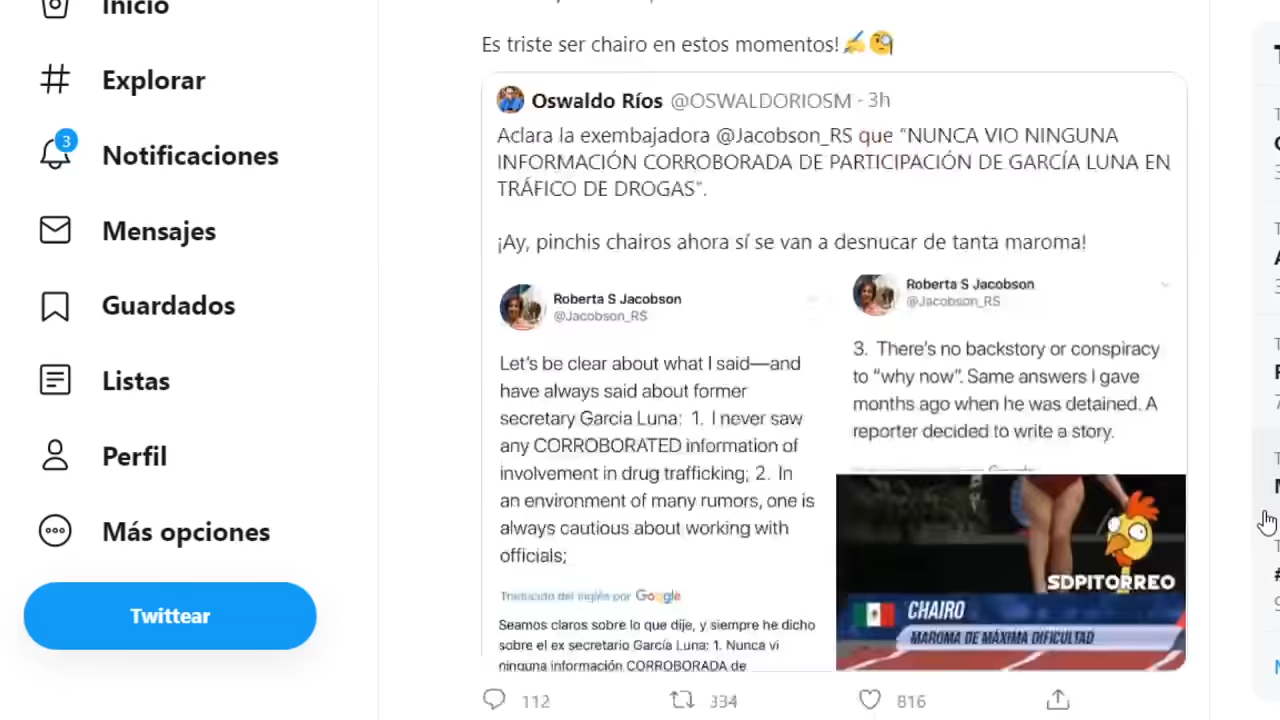 Inicio
Explorar
3
Notificaciones
Mensajes
Guardados
Listas
Perfil
Más opciones
Twittear
Es triste ser chairo en estos momentos!✍️🧐
Oswaldo Ríos @OSWALDORIOSM · 3h
Aclara la exembajadora @Jacobson_RS que “NUNCA VIO NINGUNA
INFORMACIÓN CORROBORADA DE PARTICIPACIÓN DE GARCÍA LUNA EN
TRÁFICO DE DROGAS”.
¡Ay, pinchis chairos ahora sí se van a desnucar de tanta maroma!
Roberta S Jacobson
@Jacobson_RS
Let's be clear about what I said—and
have always said about former
secretary Garcia Luna: 1. I never saw
any CORROBORATED information of
involvement in drug trafficking; 2. In
an environment of many rumors, one is
always cautious about working with
officials;
Traducido del inglés por Google
Seamos claros sobre lo que dije, y siempre he dicho
sobre el ex secretario García Luna: 1. Nunca vi
ninguna información CORROBORADA de
Roberta S Jacobson
@Jacobson_RS
3. There's no backstory or conspiracy
to “why now”. Same answers I gave
months ago when he was detained. A
reporter decided to write a story.
SDPITORREO
CHAIRO
MAROMA DE MÁXIMA DIFICULTAD
112
334
816